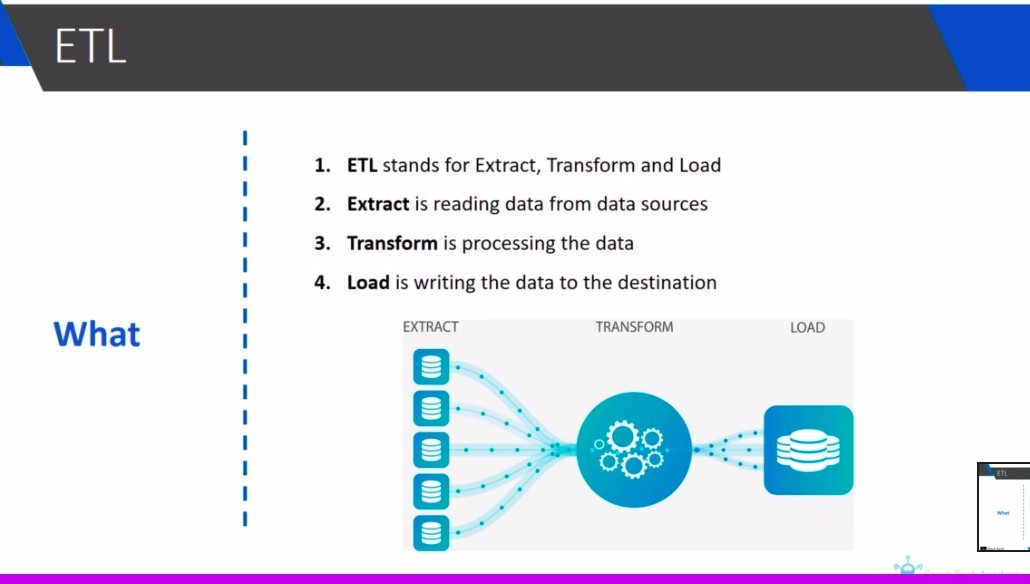 ETL
What
1. ETL stands for Extract, Transform and Load
2. Extract is reading data from data sources
3. Transform is processing the data
4. Load is writing the data to the destination
EXTRACT TRANSFORM LOAD
ETL
What